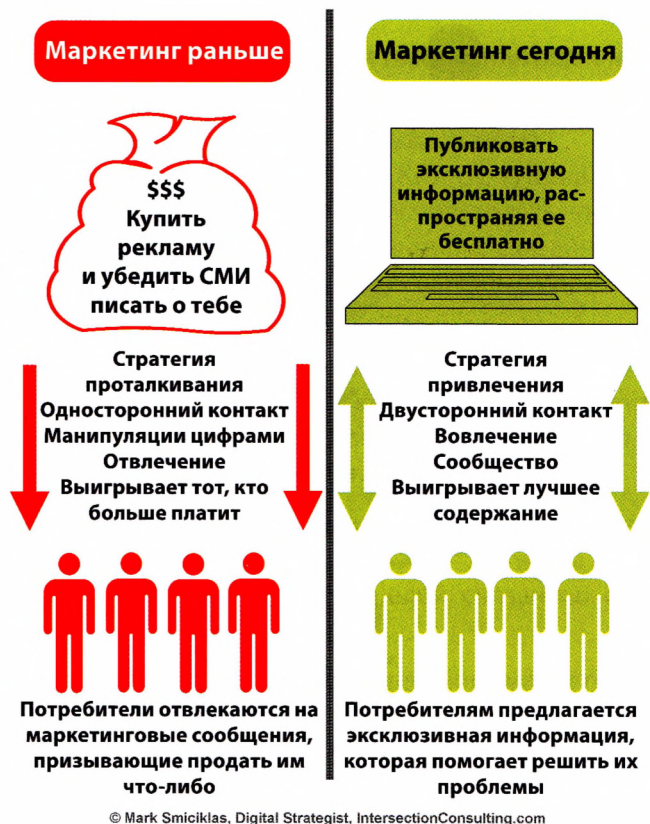 Маркетинг раньше
$$$
Купить
рекламу
и убедить СМИ
писать о тебе
Стратегия
проталкивания
Односторонний контакт
Манипуляции цифрами
Отвлечение
Выигрывает тот, кто
больше платит
Потребители отвлекаются на
маркетинговые сообщения,
призывающие продать им
что-либо
Маркетинг сегодня
Публиковать
эксклюзивную
информацию, рас-
пространяя ее
бесплатно
Стратегия
привлечения
Двусторонний контакт
Вовлечение
Сообщество
Выигрывает лучшее
содержание
Потребителям предлагается
эксклюзивная информация,
которая помогает решить их
проблемы
© Mark Smiciklas, Digital Strategist, IntersectionConsulting.com